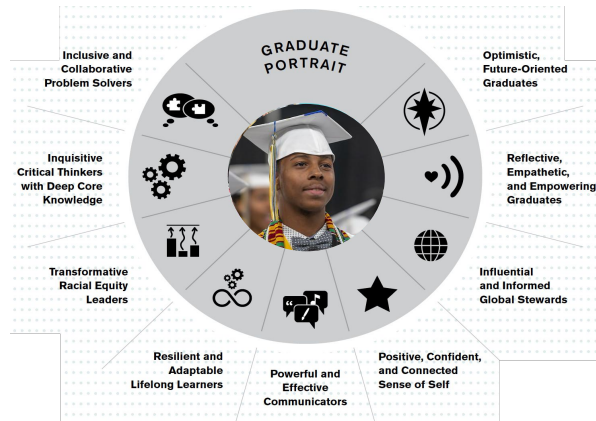 GRADUATE
PORTRAIT
Inclusive and
Collaborative
Problem Solvers
Optimistic,
Future-Oriented
Graduates
Inquisitive
Critical Thinkers
with Deep Core
Knowledge
Reflective,
Empathetic,
and Empowering
Graduates
Transformative
Racial Equity
Leaders
Influential
and Informed
Global Stewards
Resilient and
Adaptable
Lifelong Learners
Powerful and
Effective
Communicators
Positive, Confident,
and Connected
Sense of Self